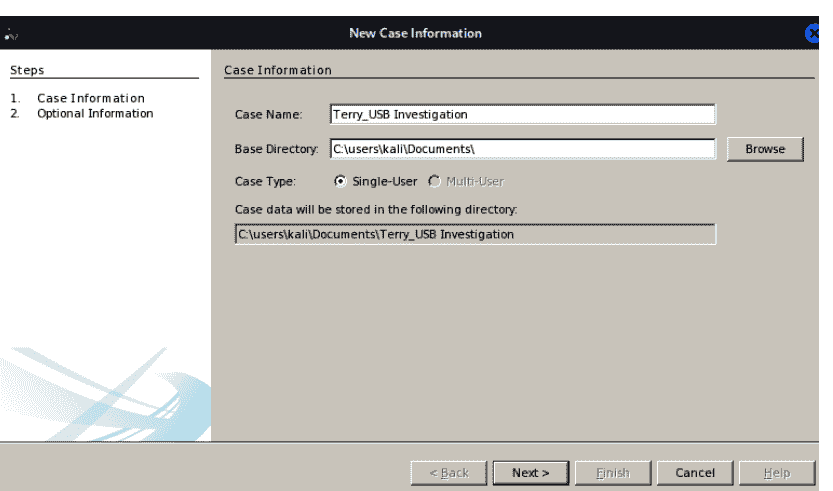 New Case Information
Steps
1. Case Information
2. Optional Information
Case Information
Case Name: Terry_USB Investigation
Base Directory: C:\users\kali\Documents\ Browse
Case Type: Single-User Multi-User
Case data will be stored in the following directory:
C:\users\kali\Documents\Terry_USB Investigation
< Back Next > Finish Cancel Help